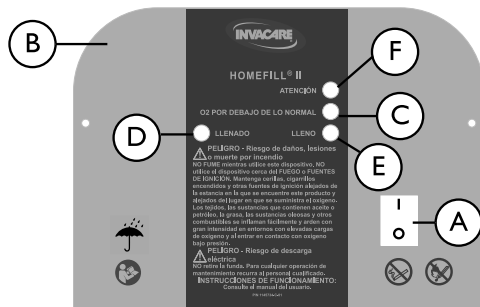 B
INVACARE
F
HOMEFILL® II
ATENCIÓN
O2 POR DEBAJO DE LO NORMAL
C
D
LLENADO
LLENO
E
PELIGRO - Riesgo de daños, lesiones
o muerte por incendio
NO FUME mientras utilice este dispositivo, NO
utilice el dispositivo cerca del FUEGO o FUENTES
DE IGNICIÓN. Mantenga cerillas, cigarrillos
encendidos y otras fuentes de ignición alejados de
la estancia en la que se encuentre este producto y
alejados del lugar en que se suministra el oxígeno.
Los tejidos, las sustancias que contienen aceite o
petróleo, la grasa, las sustancias oleosas y otros
combustibles se inflaman fácilmente y arden con
gran intensidad en entornos con elevadas cargas
de oxígeno y al entrar en contacto con oxígeno
bajo presión.
I
O
A
PELIGRO - Riesgo de descarga
eléctrica
NO retire la funda. Para cualquier operación de
mantenimiento recurra al personal cualificado.
INSTRUCCIONES DE FUNCIONAMIENTO:
Consulte el manual del usuario.